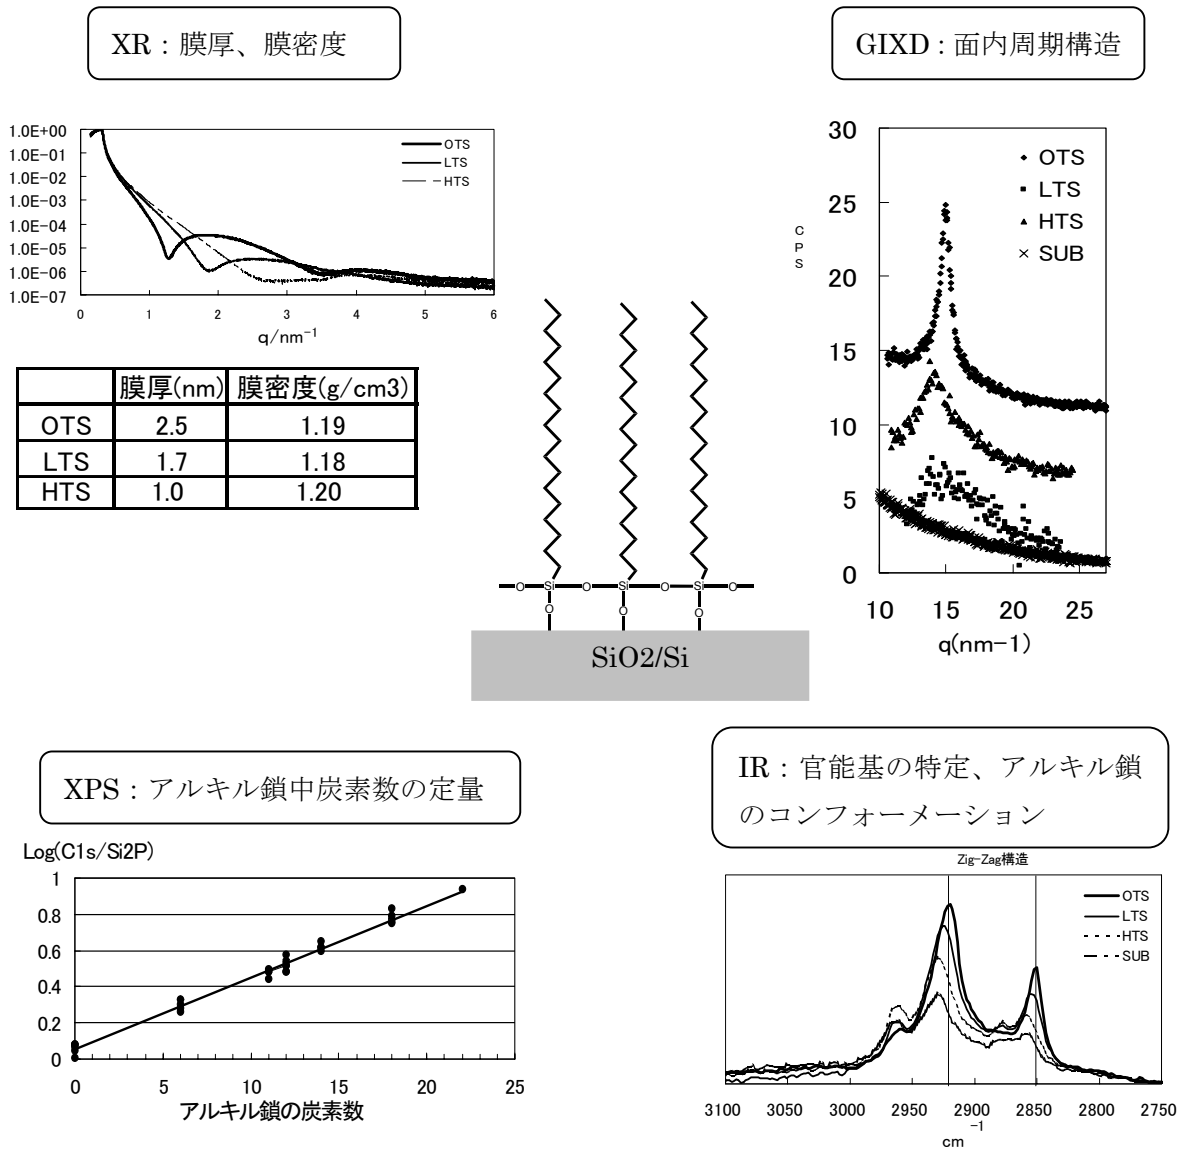 XR：膜厚、膜密度
GIXD：面内周期構造
1.0E+00
1.0E-01
1.0E-02
1.0E-03
1.0E-04
1.0E-05
1.0E-06
1.0E-07
OTS
LTS
HTS
0 1 2 3 4 5 6
q/nm-1
膜厚(nm) 膜密度(g/cm3)
OTS 2.5 1.19
LTS 1.7 1.18
HTS 1.0 1.20
O Si O Si O Si O
O O O
SiO2/Si
30
25
20
15
10
5
0
CPS
OTS
LTS
HTS
SUB
10 15 20 25
q(nm-1)
XPS：アルキル鎖中炭素数の定量
Log(C1s/Si2P)
1
0.8
0.6
0.4
0.2
0
0 5 10 15 20 25
アルキル鎖の炭素数
IR：官能基の特定、アルキル鎖
のコンフォーメーション
Zig-Zag構造
OTS
LTS
HTS
SUB
3100 3050 3000 2950 2900 2850 2800 2750
cm-1